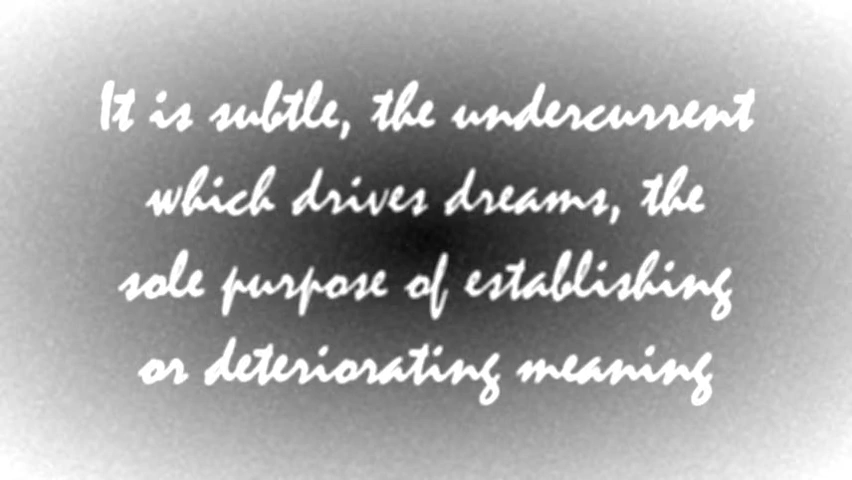 It is subtle, the undercurrent
which drives dreams, the
sole purpose of establishing
or deteriorating meaning